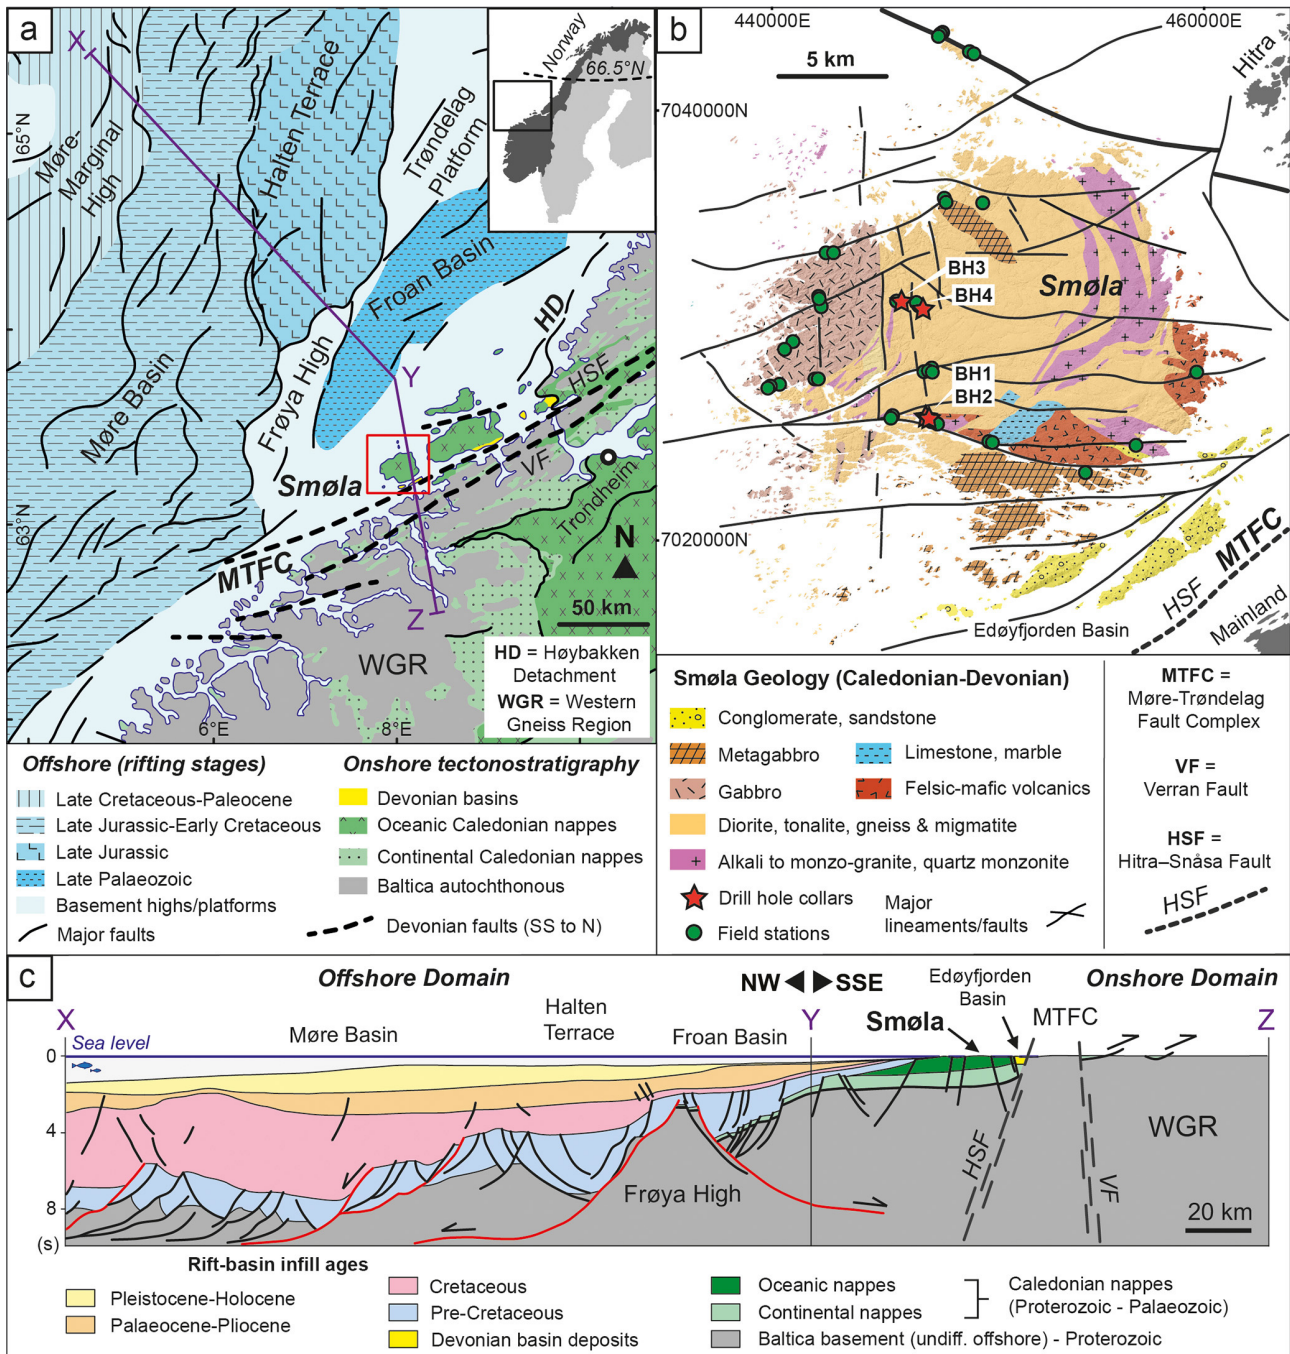 a
X
Møre-
Marginal
High
65°N
Halten Terrace
Trøndelag
Platform
Norway
66.5°N
Froan Basin
Møre Basin
Frøya High
HD
HSF
Y
VF
Smøla
Trondheim
63°N
MTFC
N
50 km
Z
WGR
6°E
8°E
HD = Høybakken
Detachment
WGR = Western
Gneiss Region
Offshore (rifting stages)
Late Cretaceous-Paleocene
Late Jurassic-Early Cretaceous
Late Jurassic
Late Palaeozoic
Basement highs/platforms
Major faults
Onshore tectonostratigraphy
Devonian basins
Oceanic Caledonian nappes
Continental Caledonian nappes
Baltica autochthonous
Devonian faults (SS to N)
b
440000E
460000E
5 km
Hitra
7040000N
BH3
BH4
Smøla
BH1
BH2
7020000N
MTFC
HSF
Mainland
Edøyfjorden Basin
Smøla Geology (Caledonian-Devonian)
Conglomerate, sandstone
Metagabbro
Limestone, marble
Gabbro
Felsic-mafic volcanics
Diorite, tonalite, gneiss & migmatite
Alkali to monzo-granite, quartz monzonite
Drill hole collars
Field stations
Major
lineaments/faults
MTFC =
Møre-Trøndelag
Fault Complex
VF =
Verran Fault
HSF =
Hitra–Snåsa Fault
HSF
c
Offshore Domain
NW
SSE
Edøyfjorden
Basin
Onshore Domain
X
Sea level
Møre Basin
Halten
Terrace
Froan Basin
Y
Smøla
MTFC
Z
0
4
8
(s)
Frøya High
HSF
VF
WGR
20 km
Rift-basin infill ages
Pleistocene-Holocene
Palaeocene-Pliocene
Cretaceous
Pre-Cretaceous
Devonian basin deposits
Oceanic nappes
Continental nappes
Caledonian nappes
(Proterozoic - Palaeozoic)
Baltica basement (undiff. offshore) - Proterozoic